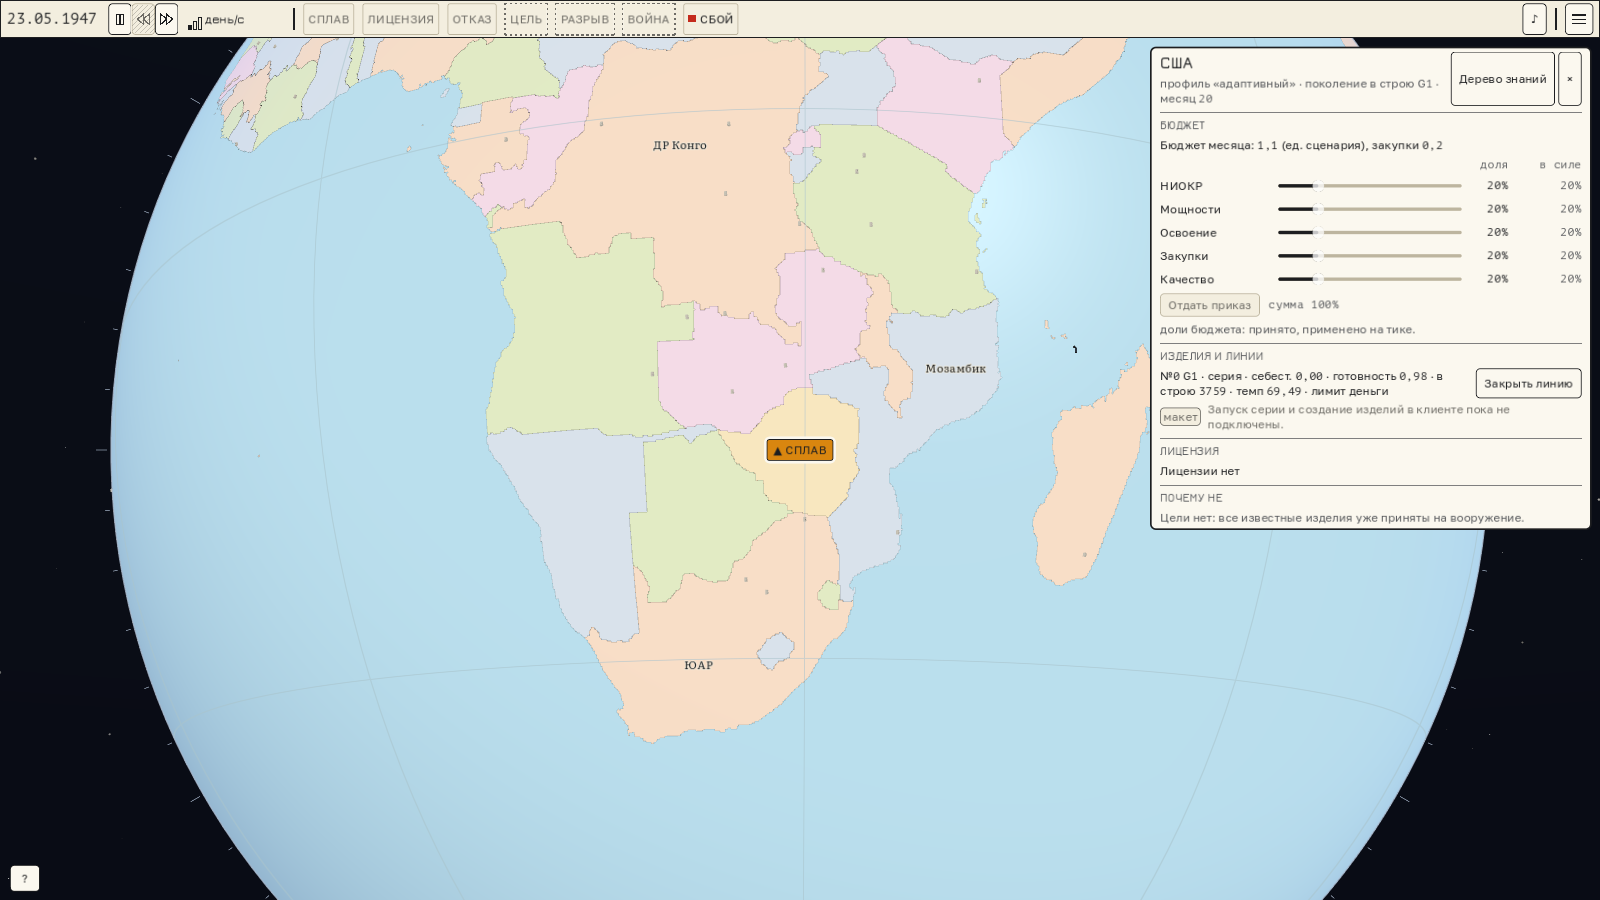 23.05.1947
день/с
СПЛАВ
ЛИЦЕНЗИЯ
ОТКАЗ
ЦЕЛЬ
РАЗРЫВ
ВОЙНА
СБОЙ
♪
США
профиль «адаптивный» · поколение в строю G1 ·
месяц 20
Дерево знаний
×
БЮДЖЕТ
Бюджет месяца: 1,1 (ед. сценария), закупки 0,2
доля в силе
НИОКР 20% 20%
Мощности 20% 20%
Освоение 20% 20%
Закупки 20% 20%
Качество 20% 20%
Отдать приказ сумма 100%
доли бюджета: принято, применено на тике.
ИЗДЕЛИЯ И ЛИНИИ
№0 G1 · серия · себест. 0,00 · готовность 0,98 · в
строю 3759 · темп 69,49 · лимит деньги
Закрыть линию
макет
Запуск серии и создание изделий в клиенте пока не
подключены.
ЛИЦЕНЗИЯ
Лицензии нет
ПОЧЕМУ НЕ
Цели нет: все известные изделия уже приняты на вооружение.
ДР Конго
Мозамбик
▲ СПЛАВ
ЮАР
?